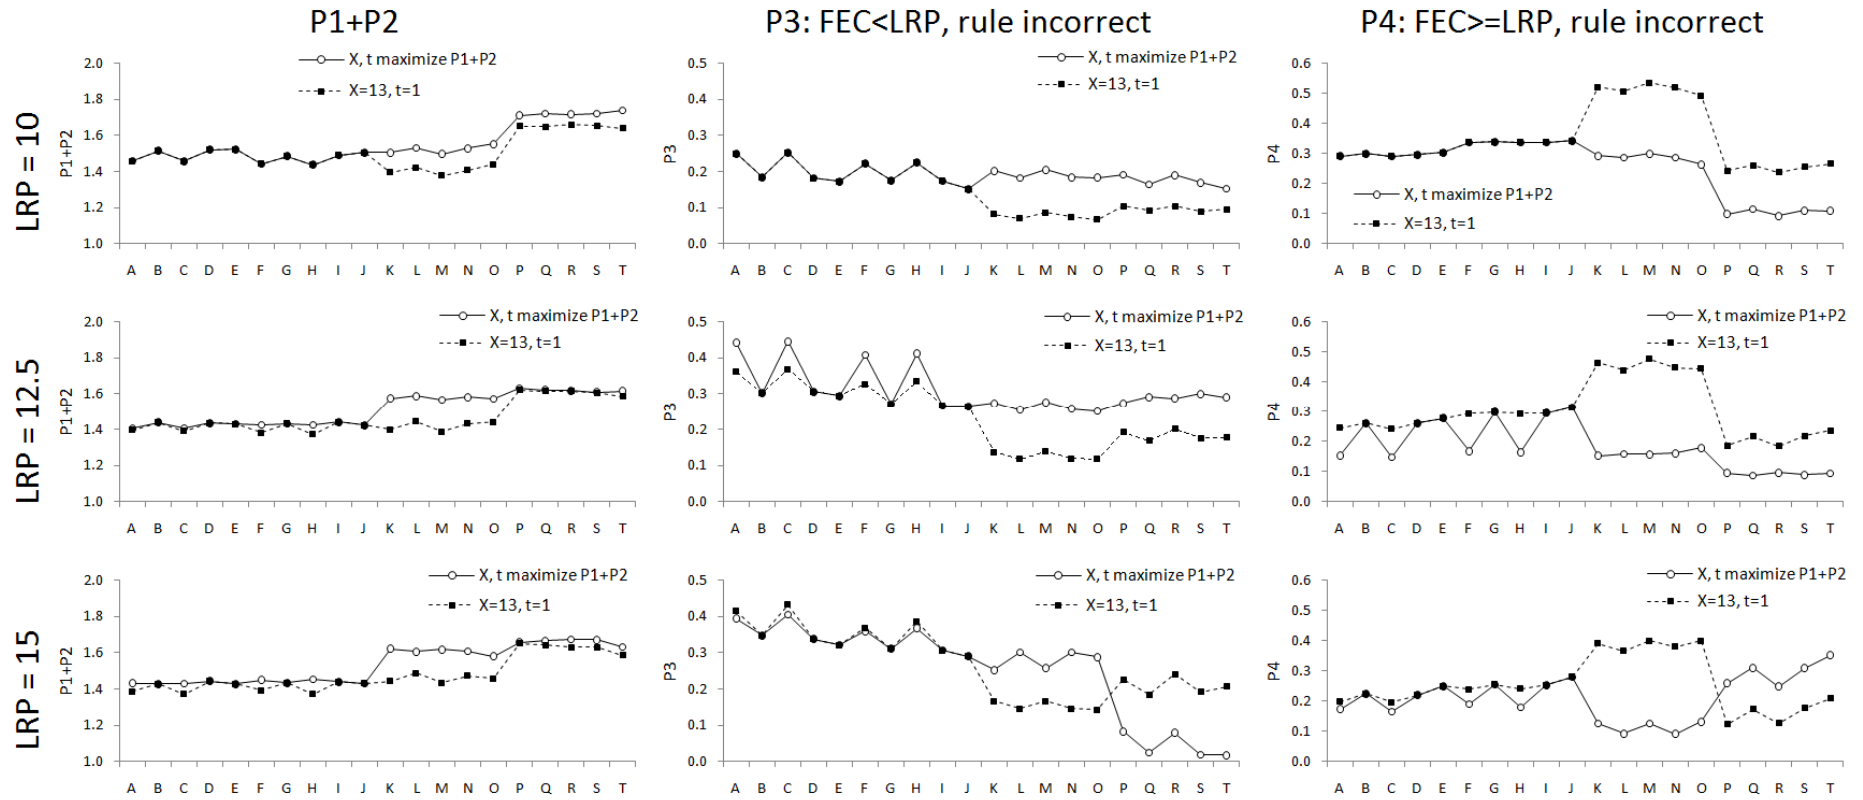 P1+P2
P3: FEC<LRP, rule incorrect
P4: FEC>=LRP, rule incorrect
LRP = 10
P1+P2
2.0
1.8
1.6
1.4
1.2
1.0
X, t maximize P1+P2
X=13, t=1
A B C D E F G H I J K L M N O P Q R S T
P3
0.5
0.4
0.3
0.2
0.1
0.0
X, t maximize P1+P2
X=13, t=1
A B C D E F G H I J K L M N O P Q R S T
P4
0.6
0.5
0.4
0.3
0.2
0.1
0.0
X, t maximize P1+P2
X=13, t=1
A B C D E F G H I J K L M N O P Q R S T
LRP = 12.5
P1+P2
2.0
1.8
1.6
1.4
1.2
1.0
X, t maximize P1+P2
X=13, t=1
A B C D E F G H I J K L M N O P Q R S T
P3
0.5
0.4
0.3
0.2
0.1
0.0
X, t maximize P1+P2
X=13, t=1
A B C D E F G H I J K L M N O P Q R S T
P4
0.6
0.5
0.4
0.3
0.2
0.1
0.0
X, t maximize P1+P2
X=13, t=1
A B C D E F G H I J K L M N O P Q R S T
LRP = 15
P1+P2
2.0
1.8
1.6
1.4
1.2
1.0
X, t maximize P1+P2
X=13, t=1
A B C D E F G H I J K L M N O P Q R S T
P3
0.5
0.4
0.3
0.2
0.1
0.0
X, t maximize P1+P2
X=13, t=1
A B C D E F G H I J K L M N O P Q R S T
P4
0.6
0.5
0.4
0.3
0.2
0.1
0.0
X, t maximize P1+P2
X=13, t=1
A B C D E F G H I J K L M N O P Q R S T